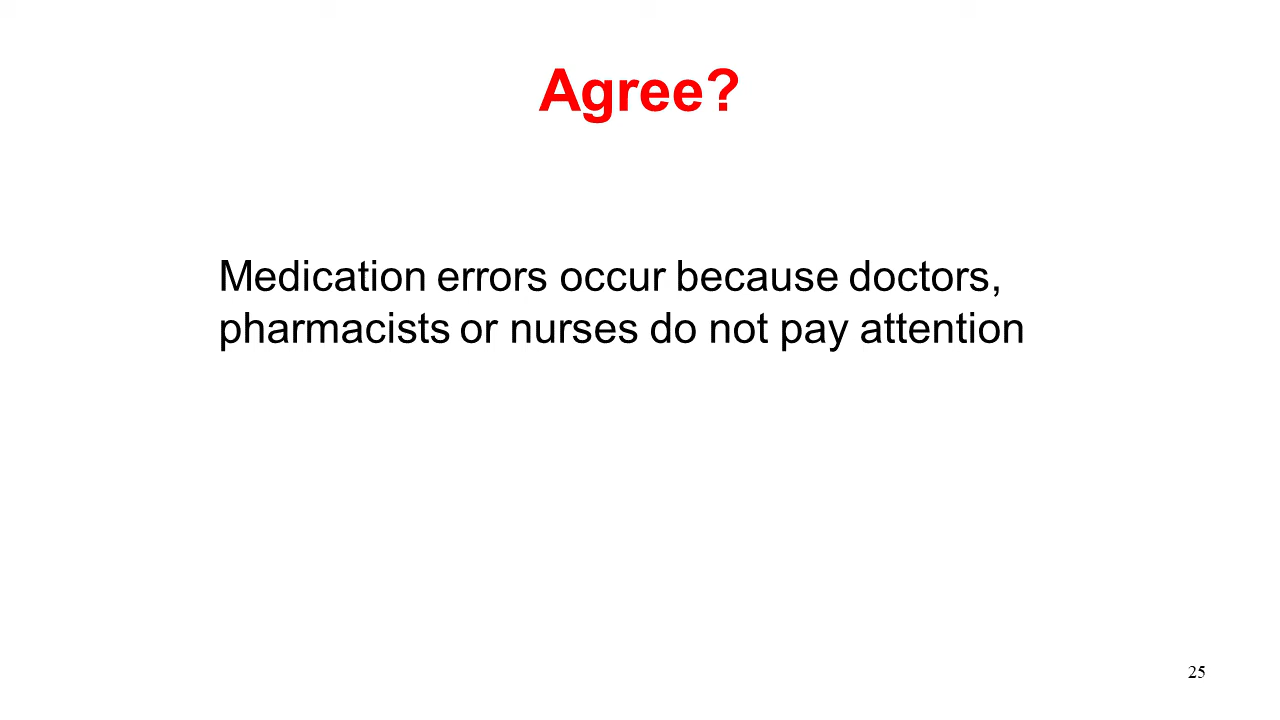 Agree?
Medication errors occur because doctors,
pharmacists or nurses do not pay attention
25